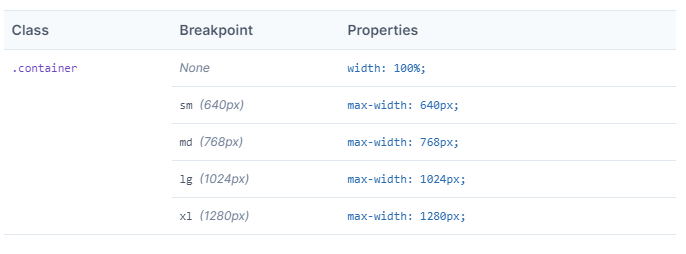 Class Breakpoint Properties
.container None width: 100%;
sm (640px) max-width: 640px;
md (768px) max-width: 768px;
lg (1024px) max-width: 1024px;
xl (1280px) max-width: 1280px;